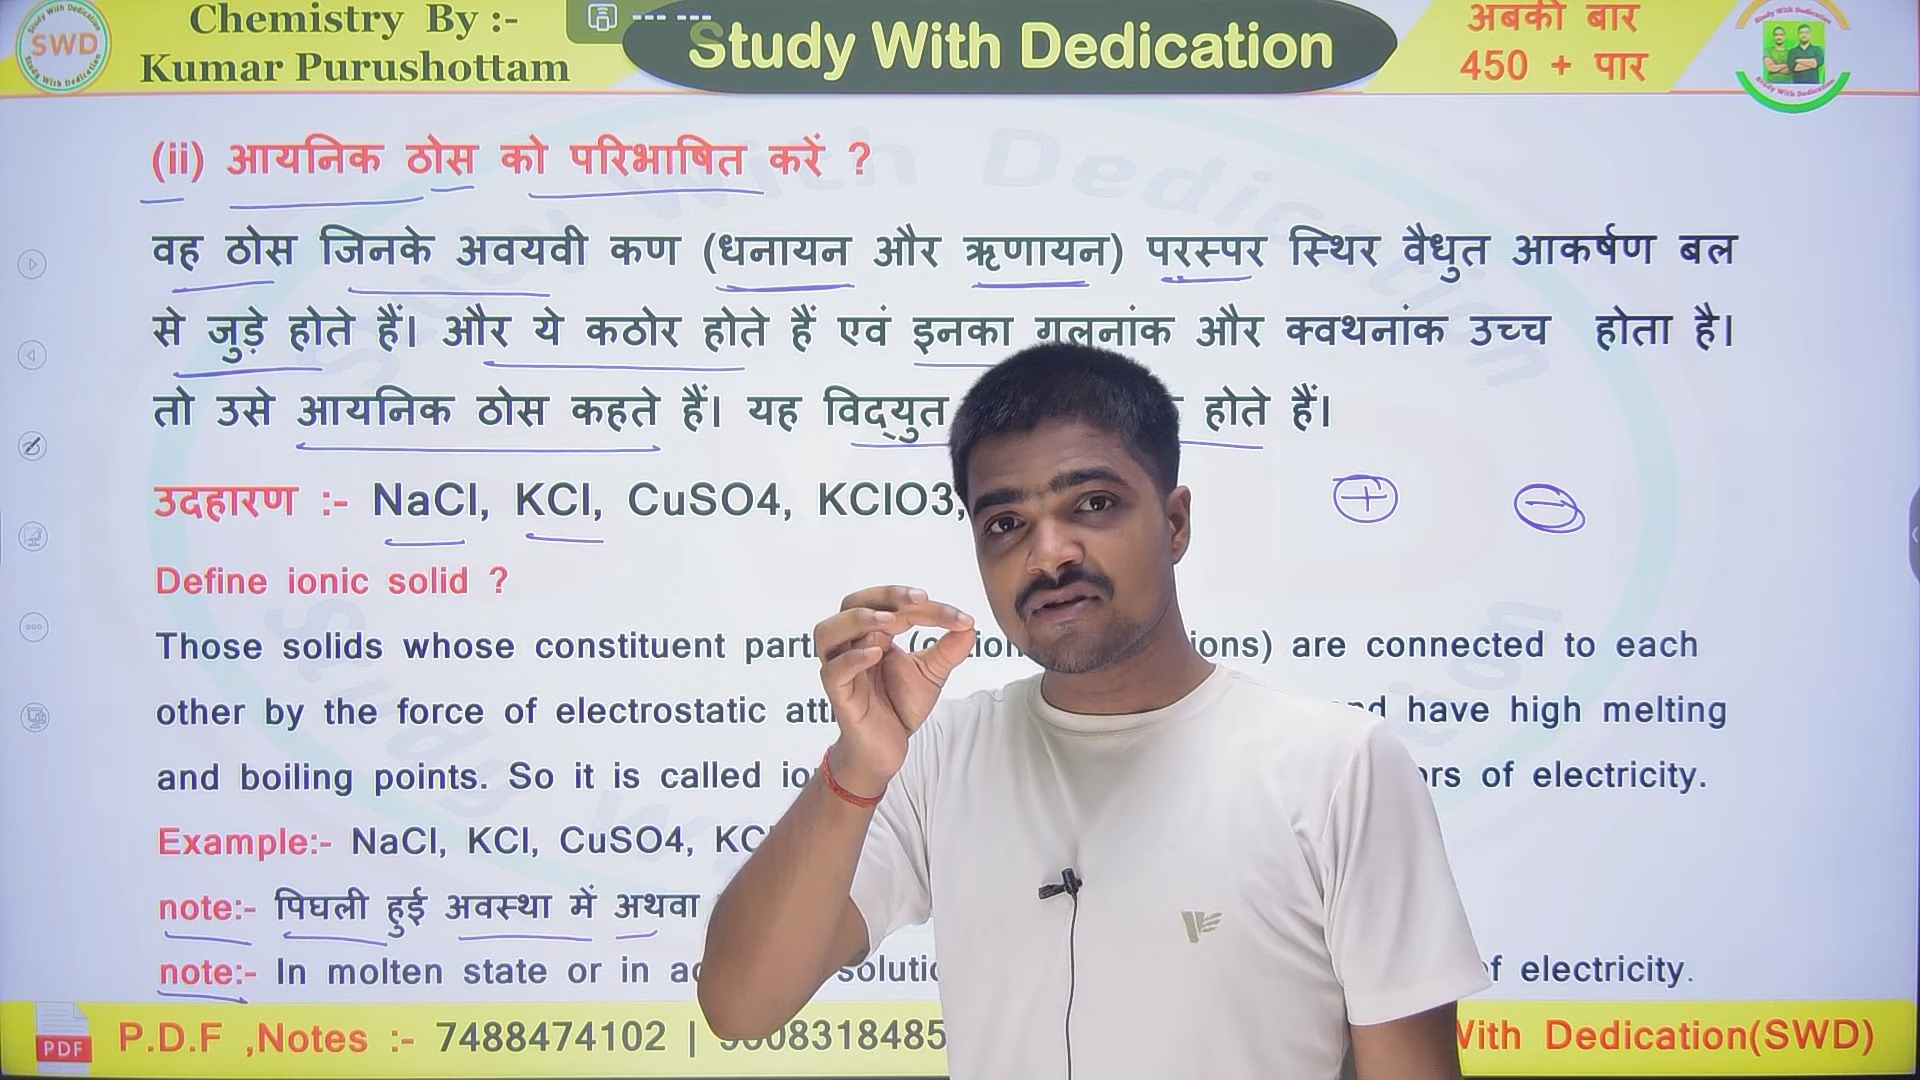 SWD
Chemistry By :-
Kumar Purushottam
Study With Dedication
अबकी बार
450 + पार
(ii) आयनिक ठोस को परिभाषित करें ?
वह ठोस जिनके अवयवी कण (धनायन और ऋणायन) परस्पर स्थिर वैधुत आकर्षण बल
से जुड़े होते हैं। और ये कठोर होते हैं एवं इनका गलनांक और क्वथनांक उच्च होता है।
तो उसे आयनिक ठोस कहते हैं। यह विद्युत होते हैं।
उदहारण :- NaCl, KCl, CuSO4, KClO3,
+ −
Define ionic solid ?
Those solids whose constituent are connected to each
other by the force of electrostatic have high melting
and boiling points. So it is called of electricity.
Example:- NaCl, KCl, CuSO4,
note:- पिघली हुई अवस्था में अथवा
note:- In molten state or in of electricity.
PDF
P.D.F ,Notes :- 7488474102 | With Dedication(SWD)